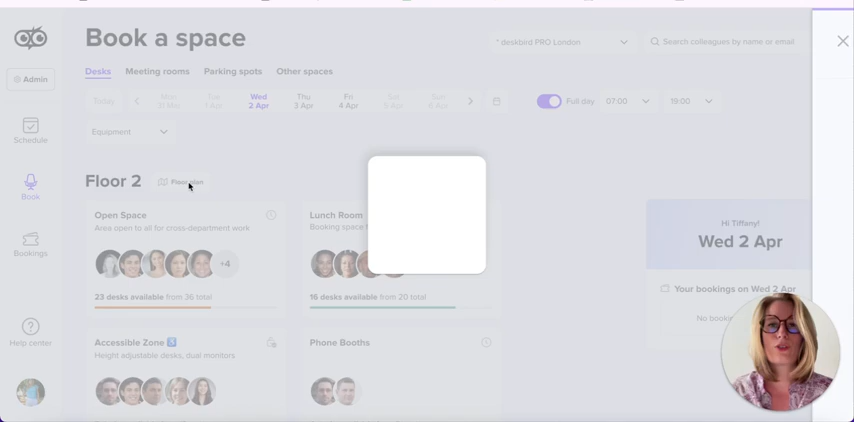 Book a space
* deskbird PRO London
Search colleagues by name or email
Admin
Desks Meeting rooms Parking spots Other spaces
Today
Mon
31 Mar
Tue
1 Apr
Wed
2 Apr
Thu
3 Apr
Fri
4 Apr
Sat
5 Apr
Sun
6 Apr
Full day
07:00
19:00
Equipment
Schedule
Book
Bookings
Help center
Floor 2
Floor plan
Open Space
Area open to all for cross-department work
+4
23 desks available from 36 total
Lunch Room
Booking space
16 desks available from 20 total
Accessible Zone ♿
Height adjustable desks, dual monitors
Phone Booths
Hi Tiffany!
Wed 2 Apr
Your bookings on Wed 2 Apr
No